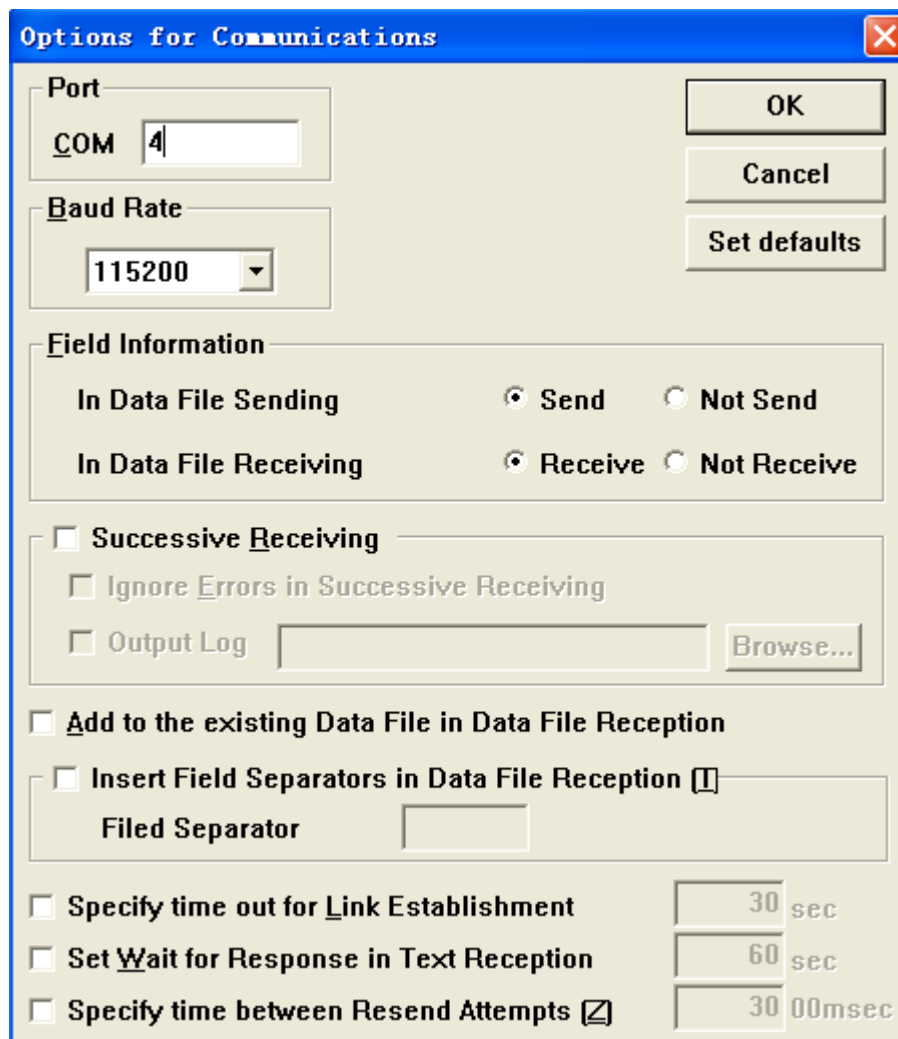 Options for Communications
Port
COM 4
OK
Cancel
Baud Rate
115200
Set defaults
Field Information
In Data File Sending Send Not Send
In Data File Receiving Receive Not Receive
Successive Receiving
Ignore Errors in Successive Receiving
Output Log Browse...
Add to the existing Data File in Data File Reception
Insert Field Separators in Data File Reception (I)
Filed Separator
Specify time out for Link Establishment 30 sec
Set Wait for Response in Text Reception 60 sec
Specify time between Resend Attempts (Z) 30 00msec